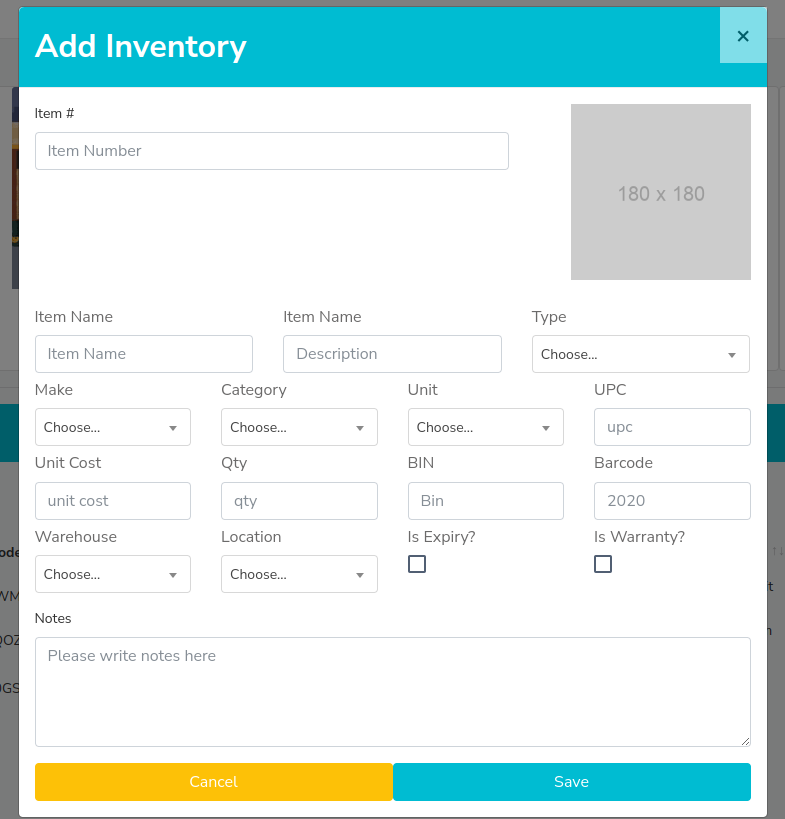 Add Inventory ×
Item #
Item Number
180 x 180
Item Name Item Name Type
Item Name Description Choose...
Make Category Unit UPC
Choose... Choose... Choose... upc
Unit Cost Qty BIN Barcode
unit cost qty Bin 2020
Warehouse Location Is Expiry? Is Warranty?
Choose... Choose...
Notes
Please write notes here
Cancel Save